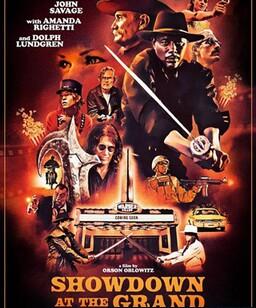 JOHN
SAVAGE
WITH AMANDA
RIGHETTI
AND DOLPH
LUNDGREN
COMING SOON
a film by
ORSON OBLOWITZ
SHOWDOWN
AT THE GRAND